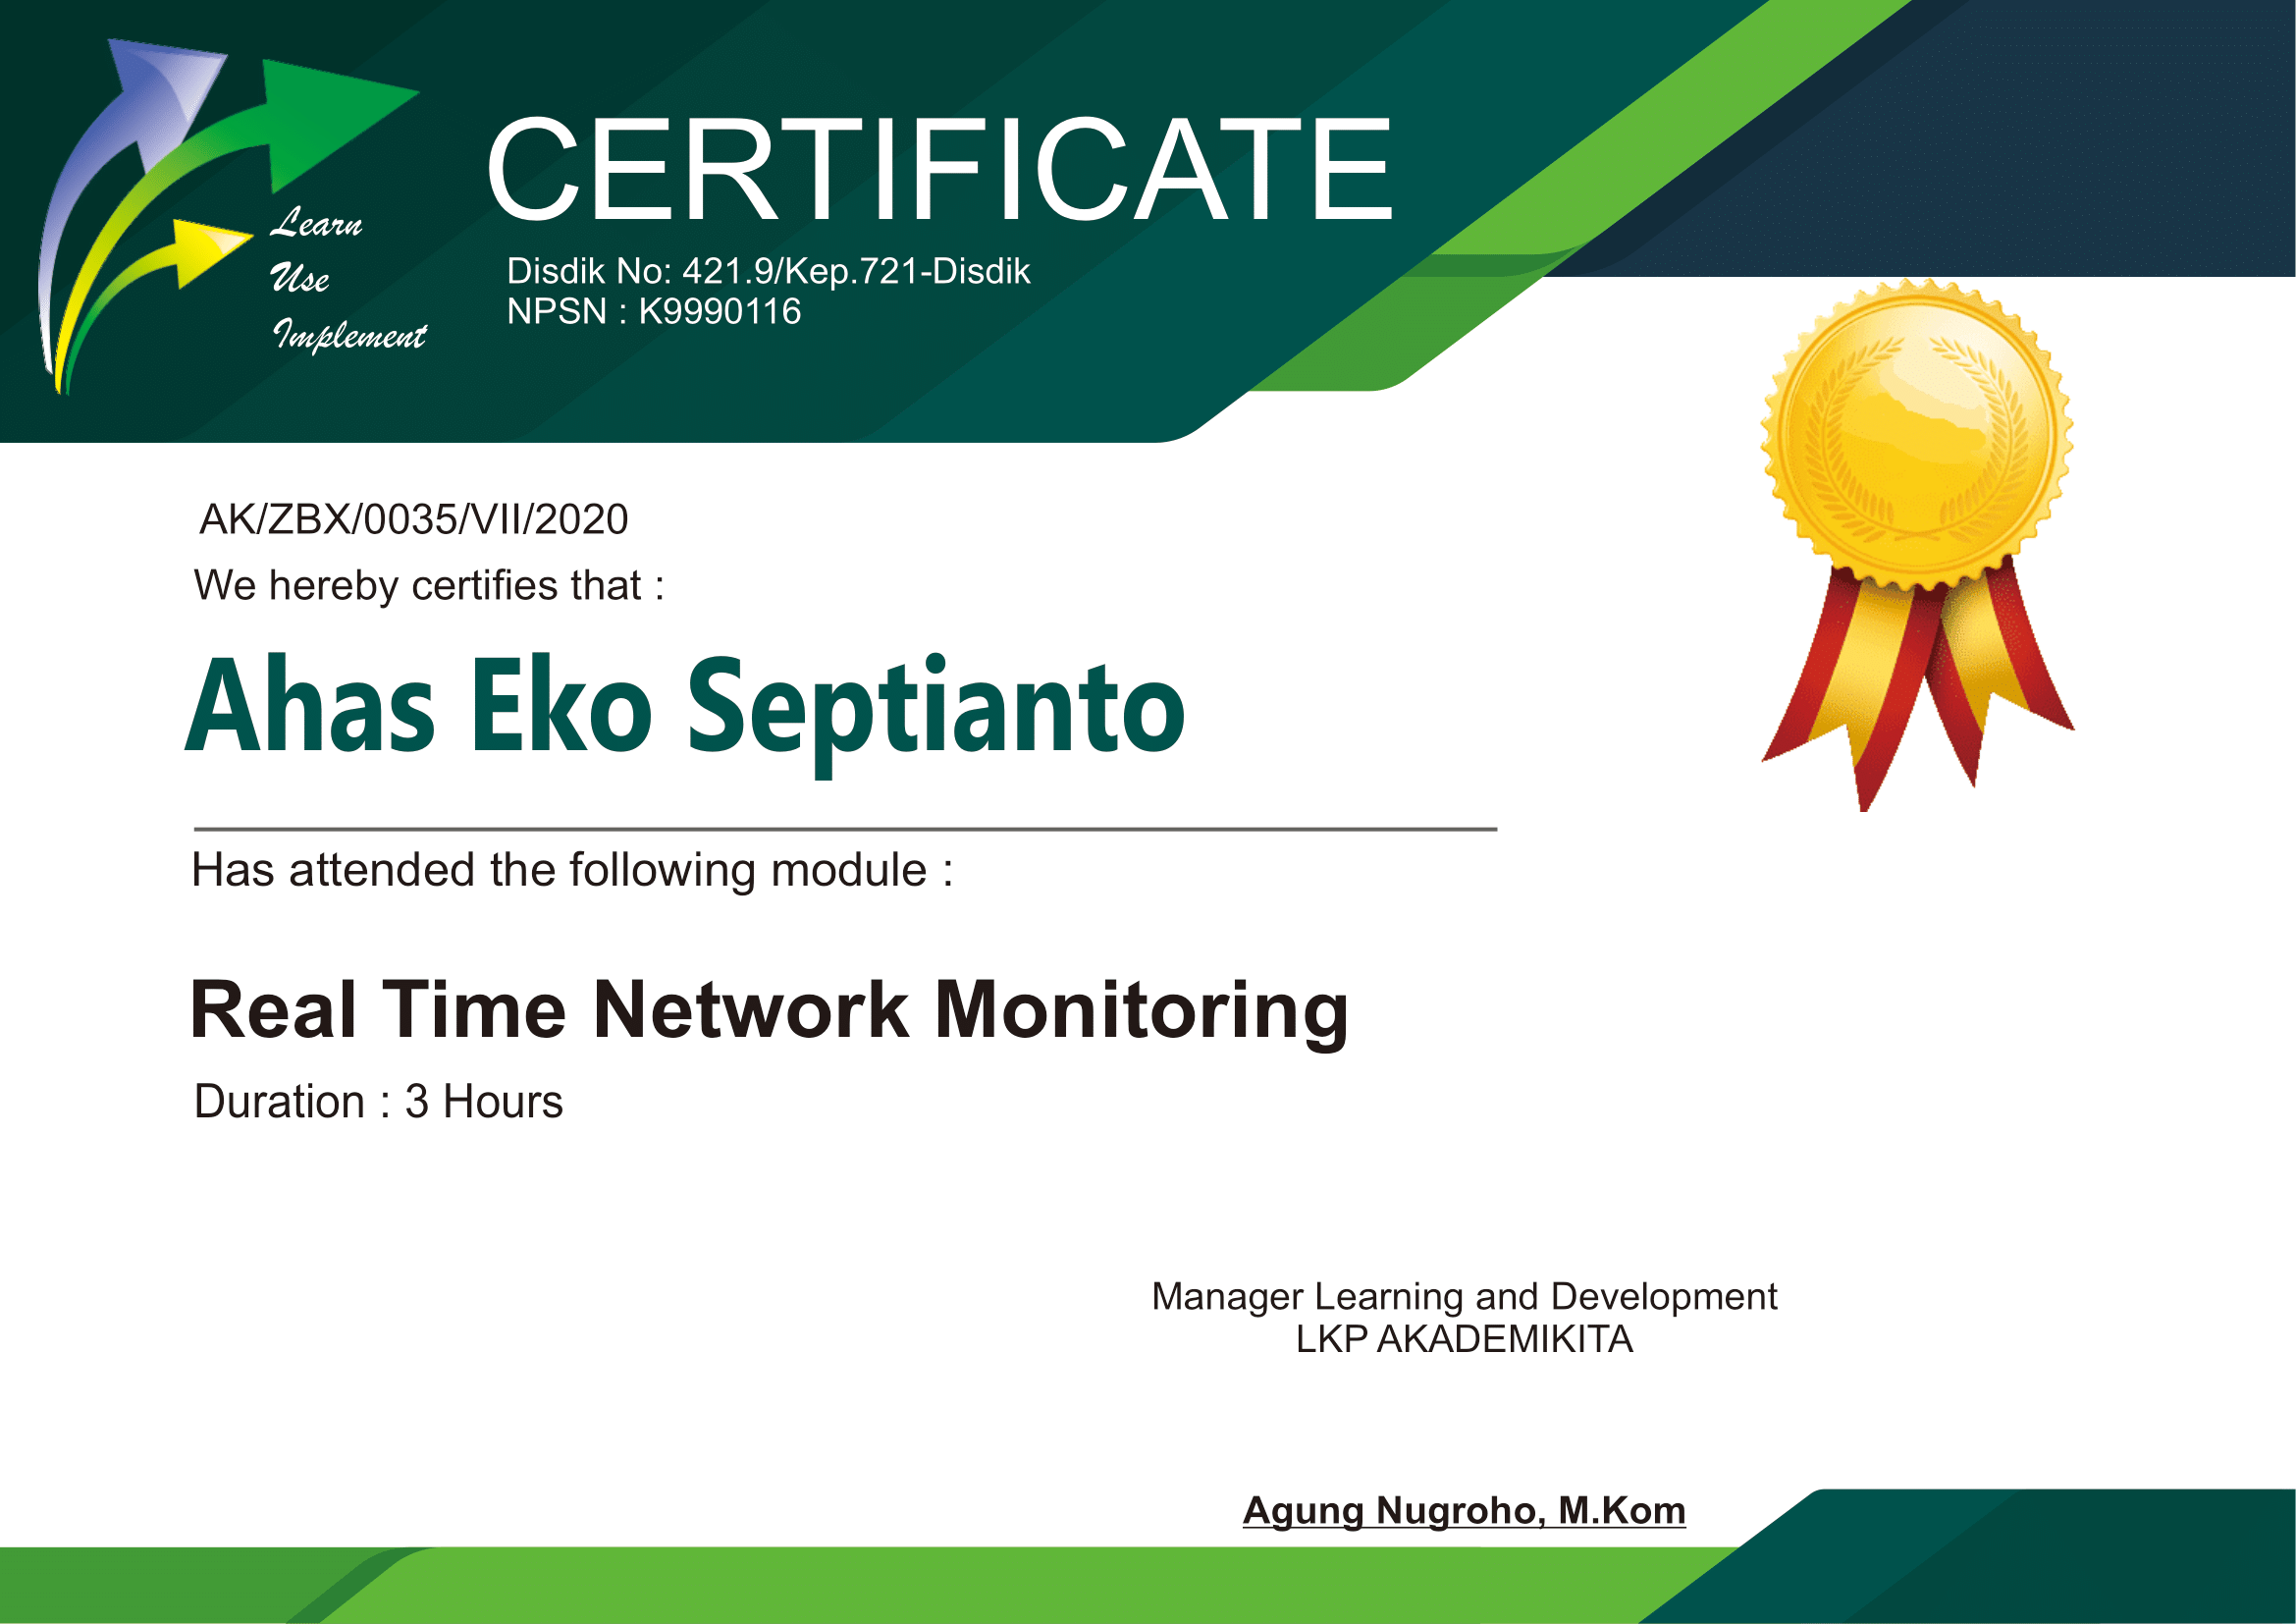 Learn
Use
Implement
CERTIFICATE
Disdik No: 421.9/Kep.721-Disdik
NPSN : K9990116
AK/ZBX/0035/VII/2020
We hereby certifies that :
Ahas Eko Septianto
Has attended the following module :
Real Time Network Monitoring
Duration : 3 Hours
Manager Learning and Development
LKP AKADEMIKITA
Agung Nugroho, M.Kom